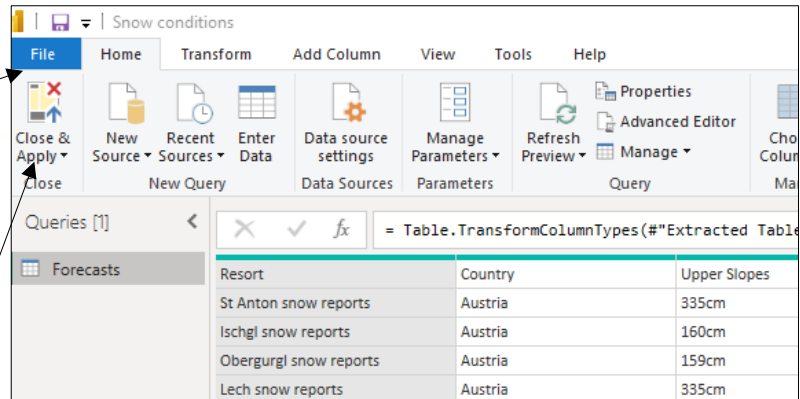 Snow conditions
File Home Transform Add Column View Tools Help
Close & Apply
New Source
Recent Sources
Enter Data
Data source settings
Manage Parameters
Refresh Preview
Properties
Advanced Editor
Manage
Close New Query Data Sources Parameters Query
Queries [1]
fx = Table.TransformColumnTypes(#"Extracted Table
Forecasts
Resort Country Upper Slopes
St Anton snow reports Austria 335cm
Ischgl snow reports Austria 160cm
Obergurgl snow reports Austria 159cm
Lech snow reports Austria 335cm